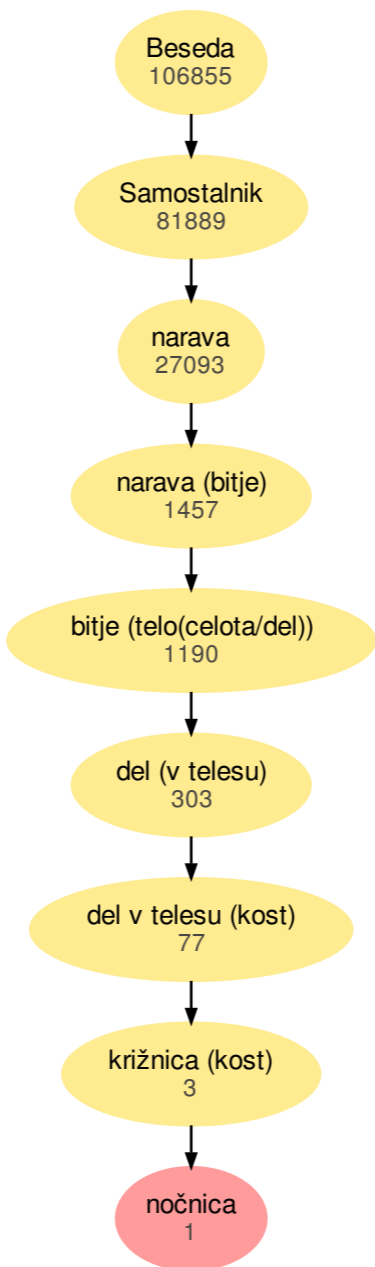 Beseda
106855
Samostalnik
81889
narava
27093
narava (bitje)
1457
bitje (telo(celota/del))
1190
del (v telesu)
303
del v telesu (kost)
77
križnica (kost)
3
nočnica
1